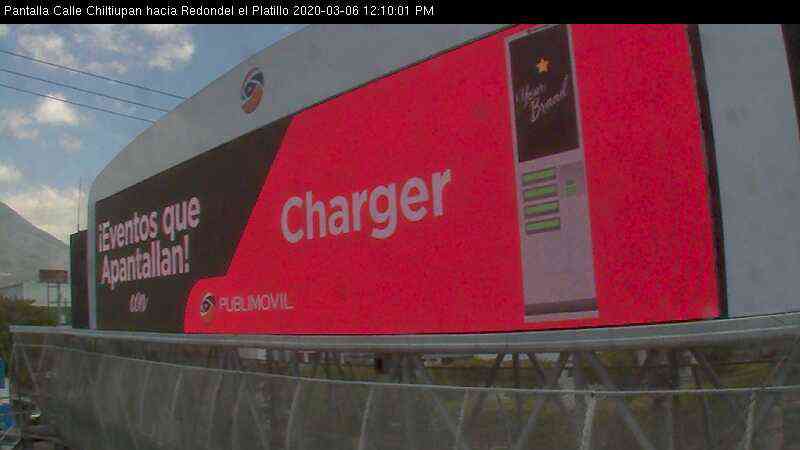 Pantalla Calle Chiltiupan hacia Redondel el Platillo 2020-03-06 12:10:01 PM
¡Eventos que
Apantallan!
con
Charger
Your
Brand
PUBLIMOVIL